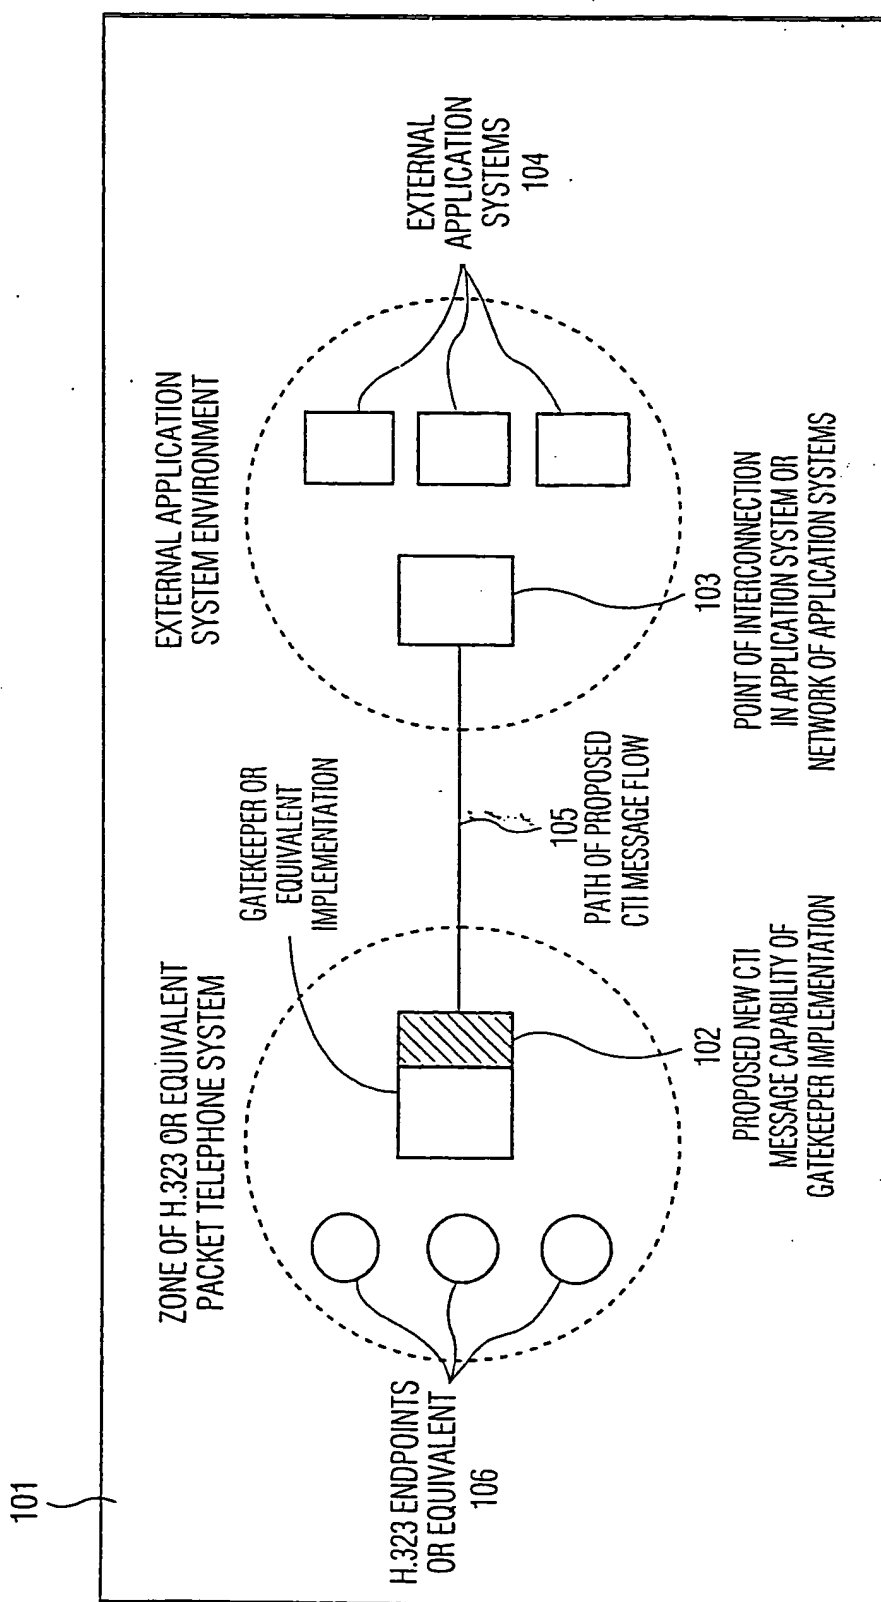 101
ZONE OF H.323 OR EQUIVALENT
PACKET TELEPHONE SYSTEM
EXTERNAL APPLICATION
SYSTEM ENVIRONMENT
GATEKEEPER OR
EQUIVALENT
IMPLEMENTATION
EXTERNAL
APPLICATION
SYSTEMS
104
H.323 ENDPOINTS
OR EQUIVALENT
106
105
PATH OF PROPOSED
CTI MESSAGE FLOW
102
PROPOSED NEW CTI
MESSAGE CAPABILITY OF
GATEKEEPER IMPLEMENTATION
103
POINT OF INTERCONNECTION
IN APPLICATION SYSTEM OR
NETWORK OF APPLICATION SYSTEMS